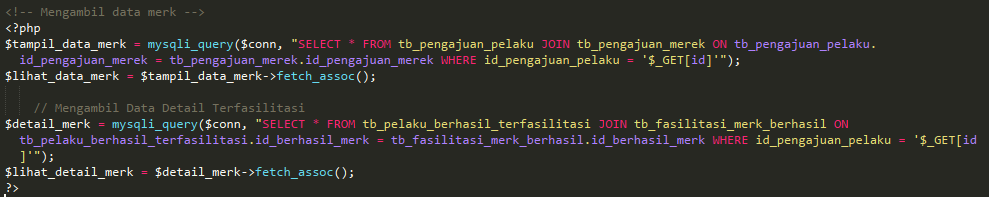 <!-- Mengambil data merk -->
<?php
$tampil_data_merk = mysqli_query($conn, "SELECT * FROM tb_pengajuan_pelaku JOIN tb_pengajuan_merek ON tb_pengajuan_pelaku.
id_pengajuan_merek = tb_pengajuan_merek.id_pengajuan_merek WHERE id_pengajuan_pelaku = '$_GET[id]'");
$lihat_data_merk = $tampil_data_merk->fetch_assoc();
// Mengambil Data Detail Terfasilitasi
$detail_merk = mysqli_query($conn, "SELECT * FROM tb_pelaku_berhasil_terfasilitasi JOIN tb_fasilitasi_merk_berhasil ON
tb_pelaku_berhasil_terfasilitasi.id_berhasil_merk = tb_fasilitasi_merk_berhasil.id_berhasil_merk WHERE id_pengajuan_pelaku = '$_GET[id
]'");
$lihat_detail_merk = $detail_merk->fetch_assoc();
?>